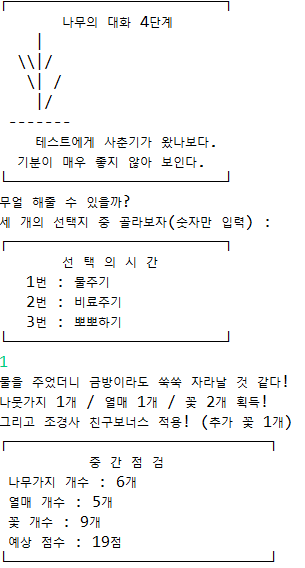 나무의 대화 4단계
|
\\|/
\| /
|/
-------
테스트에게 사춘기가 왔나보다.
기분이 매우 좋지 않아 보인다.
무얼 해줄 수 있을까?
세 개의 선택지 중 골라보자(숫자만 입력) :
선 택 의 시 간
1번 : 물주기
2번 : 비료주기
3번 : 뽀뽀하기
1
물을 주었더니 금방이라도 쑥쑥 자라날 것 같다!
나뭇가지 1개 / 열매 1개 / 꽃 2개 획득!
그리고 조경사 친구보너스 적용! (추가 꽃 1개)
중 간 점 검
나무가지 개수 : 6개
열매 개수 : 5개
꽃 개수 : 9개
예상 점수 : 19점